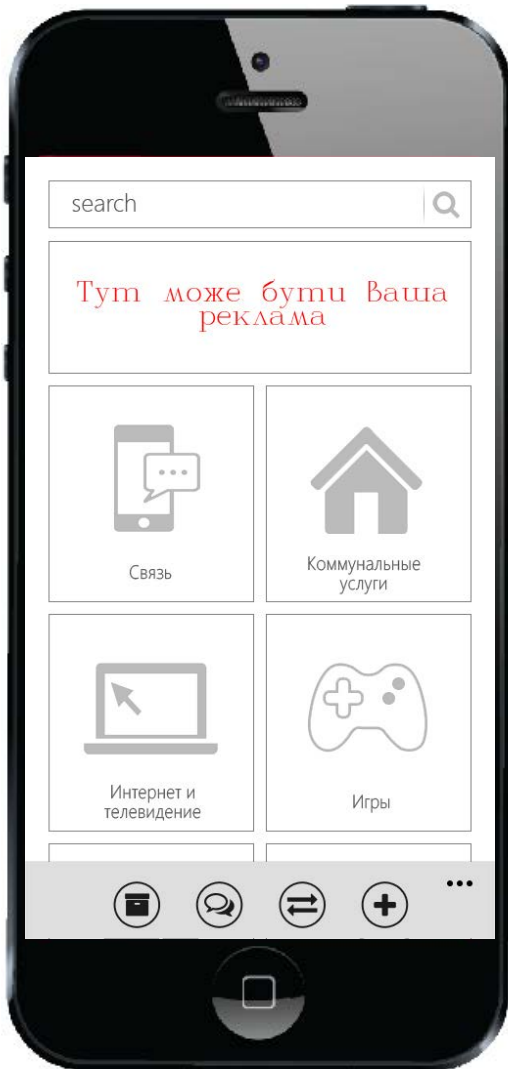 search
Тут може бути Ваша
реклама
Связь
Коммунальные
услуги
Интернет и
телевидение
Игры